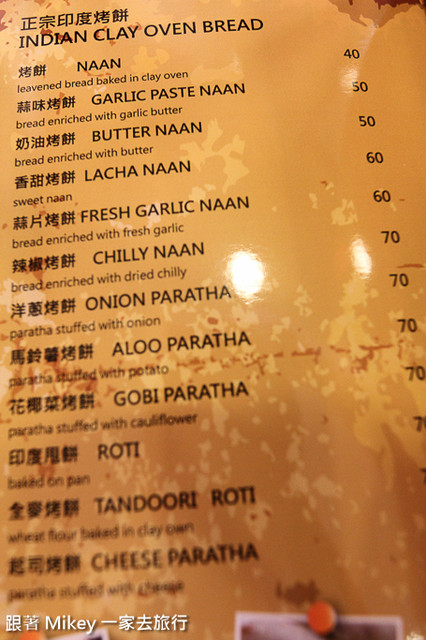 正宗印度烤餅
INDIAN CLAY OVEN BREAD
烤餅 NAAN 40
leavened bread baked in clay oven
蒜味烤餅 GARLIC PASTE NAAN 50
bread enriched with garlic butter
奶油烤餅 BUTTER NAAN 50
bread enriched with butter
香甜烤餅 LACHA NAAN 60
sweet naan
蒜片烤餅 FRESH GARLIC NAAN 60
bread enriched with fresh garlic
辣椒烤餅 CHILLY NAAN 70
bread enriched with dried chilly
洋蔥烤餅 ONION PARATHA 70
paratha stuffed with onion
馬鈴薯烤餅 ALOO PARATHA 70
paratha stuffed with potato
花椰菜烤餅 GOBI PARATHA 70
paratha stuffed with cauliflower
印度甩餅 ROTI
baked on pan
全麥烤餅 TANDOORI ROTI
wheat flour baked in clay own
起司烤餅 CHEESE PARATHA
paratha stuffed with cheese
跟著 Mikey 一家去旅行